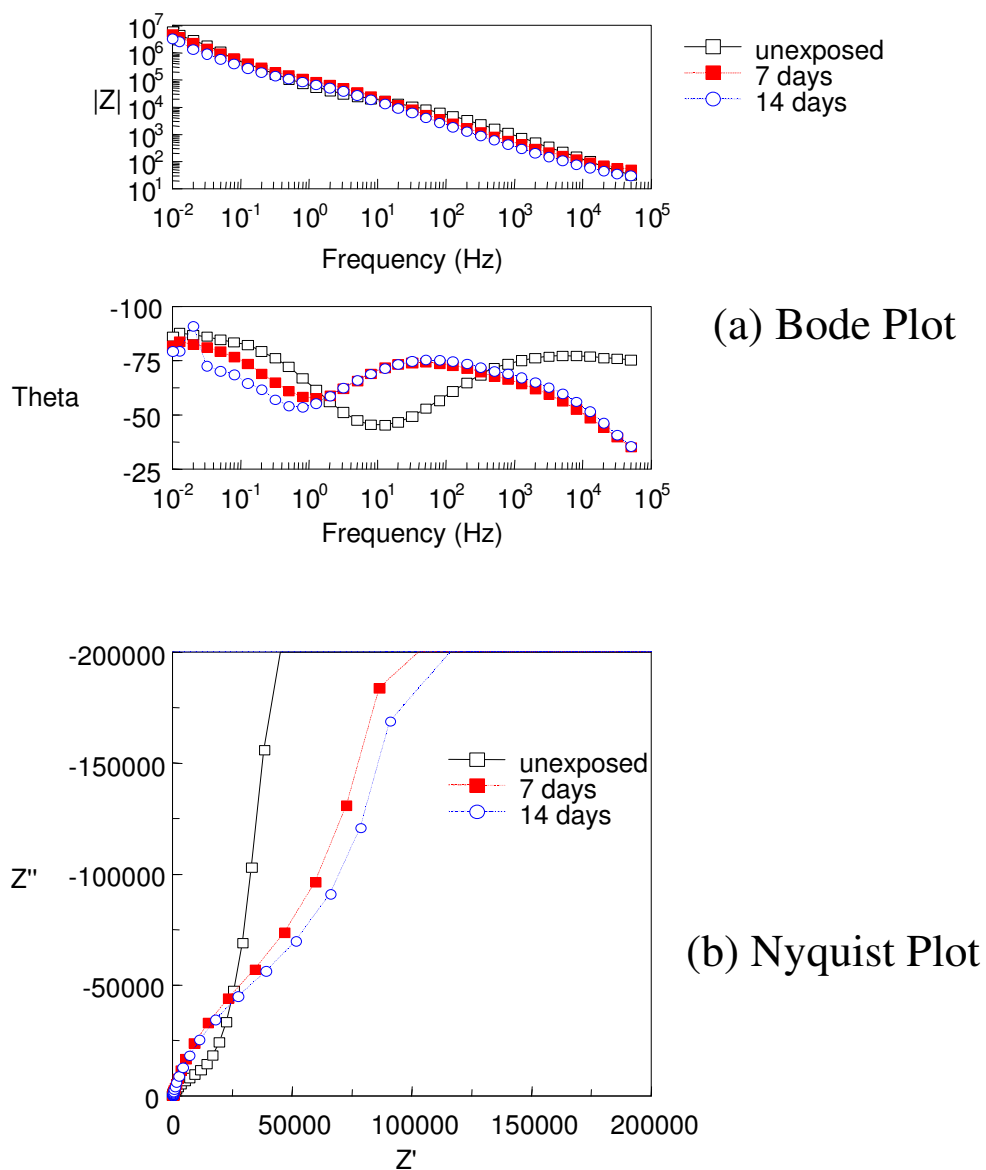 10^7
10^6
10^5
10^4
|Z|
10^3
10^2
10^1
10^-2 10^-1 10^0 10^1 10^2 10^3 10^4 10^5
Frequency (Hz)
unexposed
7 days
14 days
-100
-75
Theta
-50
-25
10^-2 10^-1 10^0 10^1 10^2 10^3 10^4 10^5
Frequency (Hz)
(a) Bode Plot
-200000
-150000
-100000
Z''
-50000
0
0 50000 100000 150000 200000
Z'
unexposed
7 days
14 days
(b) Nyquist Plot